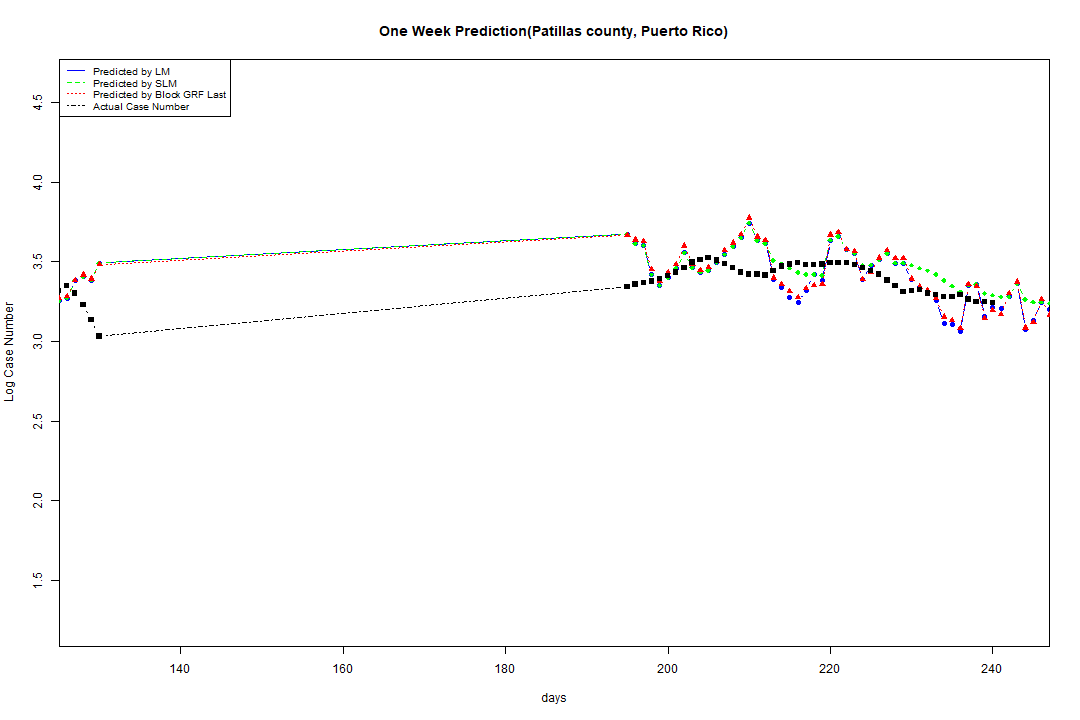 One Week Prediction(Patillas county, Puerto Rico)
Predicted by LM
Predicted by SLM
Predicted by Block GRF Last
Actual Case Number
4.5
4.0
3.5
3.0
2.5
2.0
1.5
Log Case Number
140 160 180 200 220 240
days